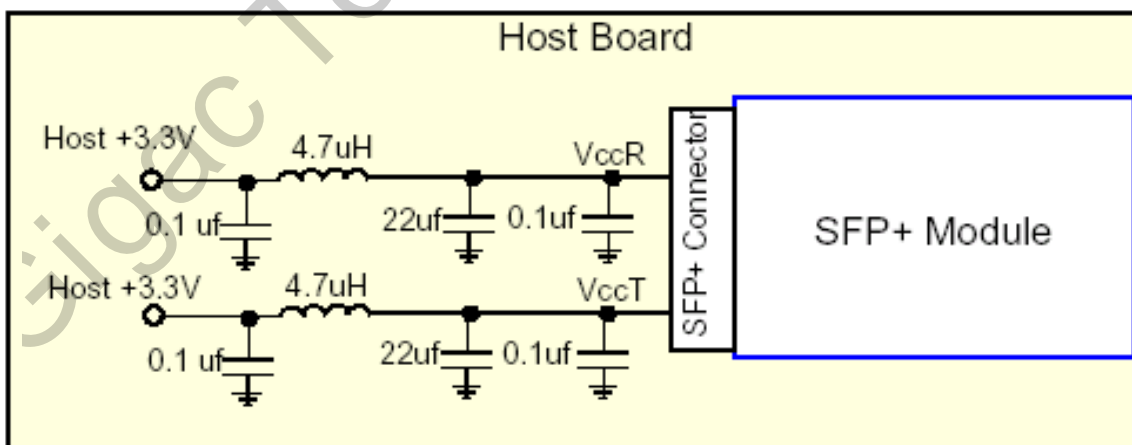 Host Board
Host +3.3V
4.7uH
VccR
0.1 uf
22uf
0.1uf
SFP+ Connector
SFP+ Module
Host +3.3V
4.7uH
VccT
0.1 uf
22uf
0.1uf
Gigac